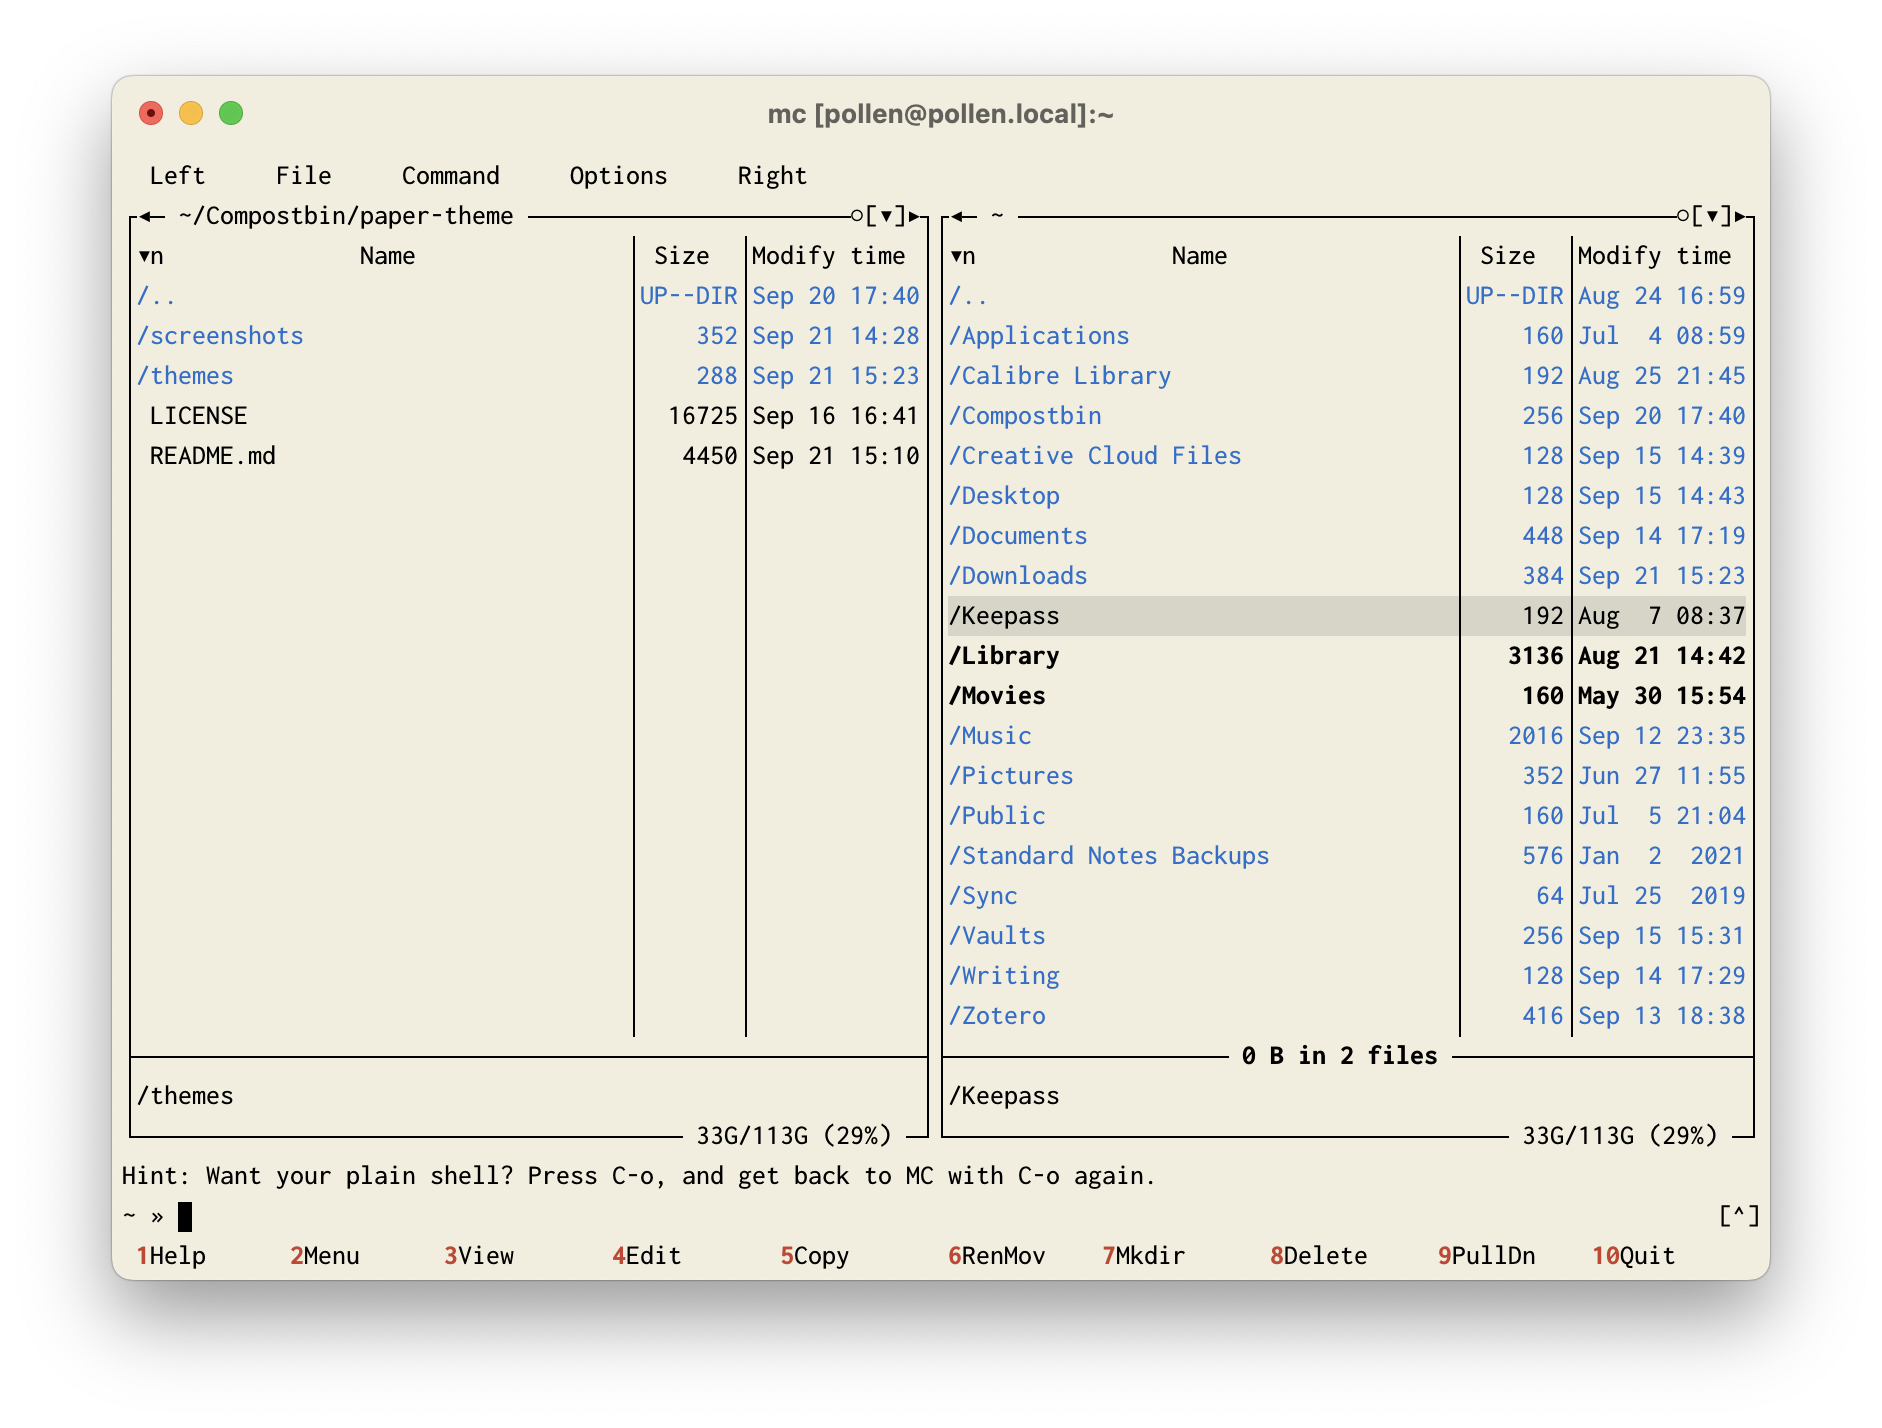 mc [pollen@pollen.local]:~
Left File Command Options Right
~/Compostbin/paper-theme ○[▼]
▼n Name Size Modify time
/.. UP--DIR Sep 20 17:40
/screenshots 352 Sep 21 14:28
/themes 288 Sep 21 15:23
LICENSE 16725 Sep 16 16:41
README.md 4450 Sep 21 15:10
/themes
33G/113G (29%)
~ ○[▼]
▼n Name Size Modify time
/.. UP--DIR Aug 24 16:59
/Applications 160 Jul 4 08:59
/Calibre Library 192 Aug 25 21:45
/Compostbin 256 Sep 20 17:40
/Creative Cloud Files 128 Sep 15 14:39
/Desktop 128 Sep 15 14:43
/Documents 448 Sep 14 17:19
/Downloads 384 Sep 21 15:23
/Keepass 192 Aug 7 08:37
/Library 3136 Aug 21 14:42
/Movies 160 May 30 15:54
/Music 2016 Sep 12 23:35
/Pictures 352 Jun 27 11:55
/Public 160 Jul 5 21:04
/Standard Notes Backups 576 Jan 2 2021
/Sync 64 Jul 25 2019
/Vaults 256 Sep 15 15:31
/Writing 128 Sep 14 17:29
/Zotero 416 Sep 13 18:38
0 B in 2 files
/Keepass
33G/113G (29%)
Hint: Want your plain shell? Press C-o, and get back to MC with C-o again.
~ » [^]
1Help 2Menu 3View 4Edit 5Copy 6RenMov 7Mkdir 8Delete 9PullDn 10Quit